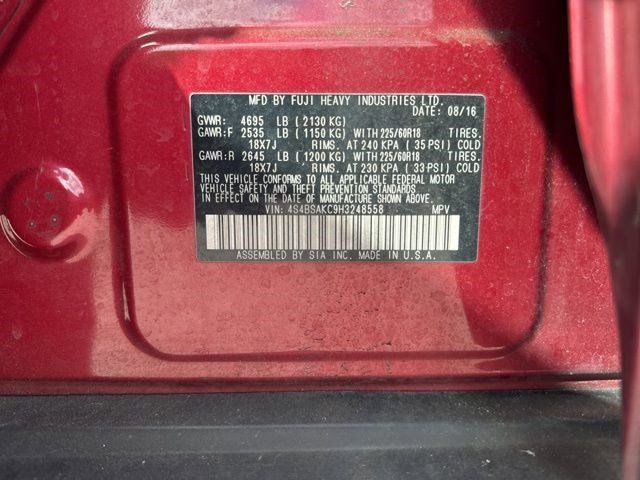 MFD BY FUJI HEAVY INDUSTRIES LTD.
DATE: 08/16
GVWR: 4695 LB ( 2130 KG)
GAWR:F 2535 LB ( 1150 KG) WITH 225/60R18 TIRES.
18X7J RIMS. AT 240 KPA ( 35 PSI) COLD
GAWR:R 2645 LB ( 1200 KG) WITH 225/60R18 TIRES.
18X7J RIMS. AT 230 KPA ( 33 PSI) COLD
THIS VEHICLE CONFORMS TO ALL APPLICABLE FEDERAL MOTOR
VEHICLE SAFETY AND THEFT PREVENTION STANDARDS
IN EFFECT ON THE DATE OF MANUFACTURE SHOWN ABOVE.
VIN: 4S4BSAKC9H3248558 MPV
ASSEMBLED BY SIA INC. MADE IN U.S.A.